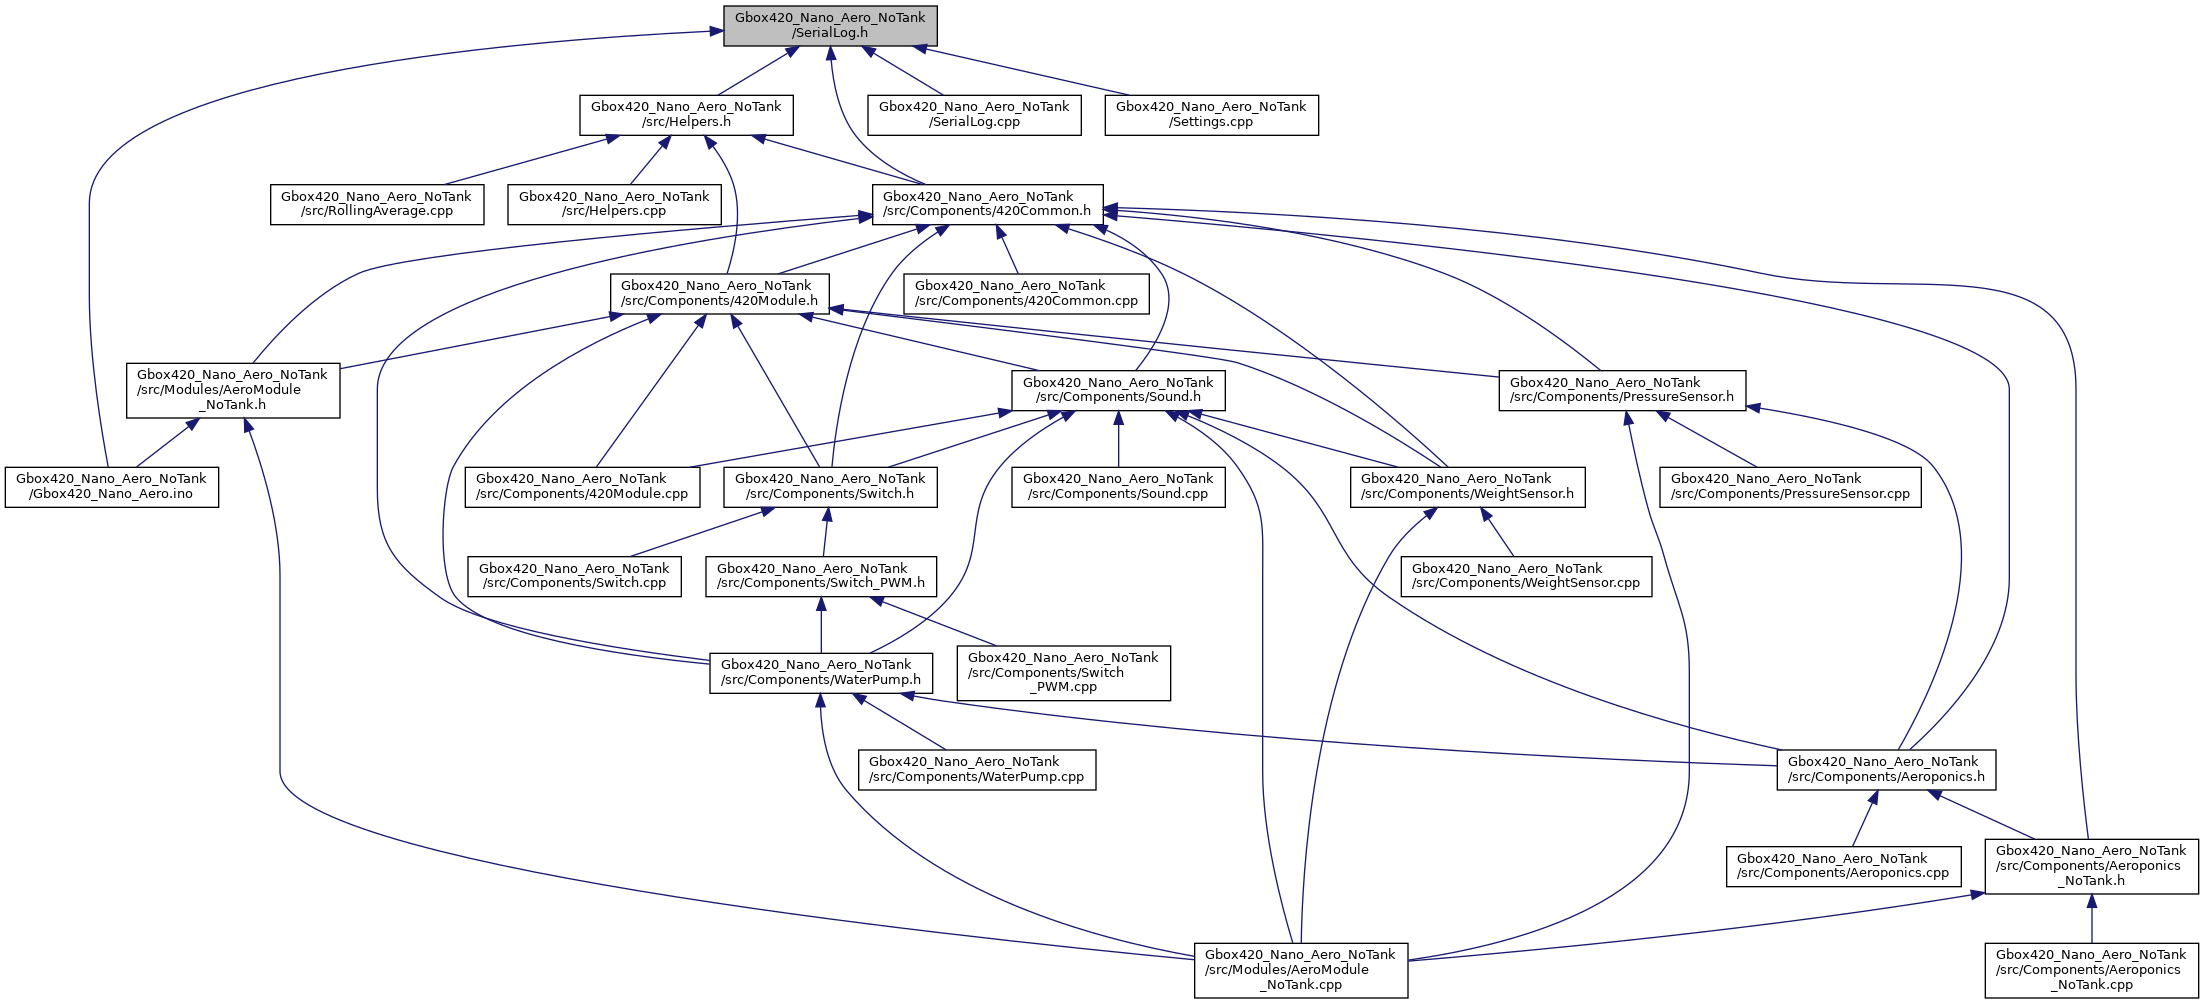 Gbox420_Nano_Aero_NoTank
/SerialLog.h
Gbox420_Nano_Aero_NoTank
/src/Helpers.h
Gbox420_Nano_Aero_NoTank
/SerialLog.cpp
Gbox420_Nano_Aero_NoTank
/Settings.cpp
Gbox420_Nano_Aero_NoTank
/src/RollingAverage.cpp
Gbox420_Nano_Aero_NoTank
/src/Helpers.cpp
Gbox420_Nano_Aero_NoTank
/src/Components/420Common.h
Gbox420_Nano_Aero_NoTank
/src/Components/420Module.h
Gbox420_Nano_Aero_NoTank
/src/Components/420Common.cpp
Gbox420_Nano_Aero_NoTank
/src/Modules/AeroModule
_NoTank.h
Gbox420_Nano_Aero_NoTank
/src/Components/Sound.h
Gbox420_Nano_Aero_NoTank
/src/Components/PressureSensor.h
Gbox420_Nano_Aero_NoTank
/Gbox420_Nano_Aero.ino
Gbox420_Nano_Aero_NoTank
/src/Components/420Module.cpp
Gbox420_Nano_Aero_NoTank
/src/Components/Switch.h
Gbox420_Nano_Aero_NoTank
/src/Components/Sound.cpp
Gbox420_Nano_Aero_NoTank
/src/Components/WeightSensor.h
Gbox420_Nano_Aero_NoTank
/src/Components/PressureSensor.cpp
Gbox420_Nano_Aero_NoTank
/src/Components/Switch.cpp
Gbox420_Nano_Aero_NoTank
/src/Components/Switch_PWM.h
Gbox420_Nano_Aero_NoTank
/src/Components/WeightSensor.cpp
Gbox420_Nano_Aero_NoTank
/src/Components/WaterPump.h
Gbox420_Nano_Aero_NoTank
/src/Components/Switch
_PWM.cpp
Gbox420_Nano_Aero_NoTank
/src/Components/WaterPump.cpp
Gbox420_Nano_Aero_NoTank
/src/Components/Aeroponics.h
Gbox420_Nano_Aero_NoTank
/src/Components/Aeroponics.cpp
Gbox420_Nano_Aero_NoTank
/src/Components/Aeroponics
_NoTank.h
Gbox420_Nano_Aero_NoTank
/src/Modules/AeroModule
_NoTank.cpp
Gbox420_Nano_Aero_NoTank
/src/Components/Aeroponics
_NoTank.cpp